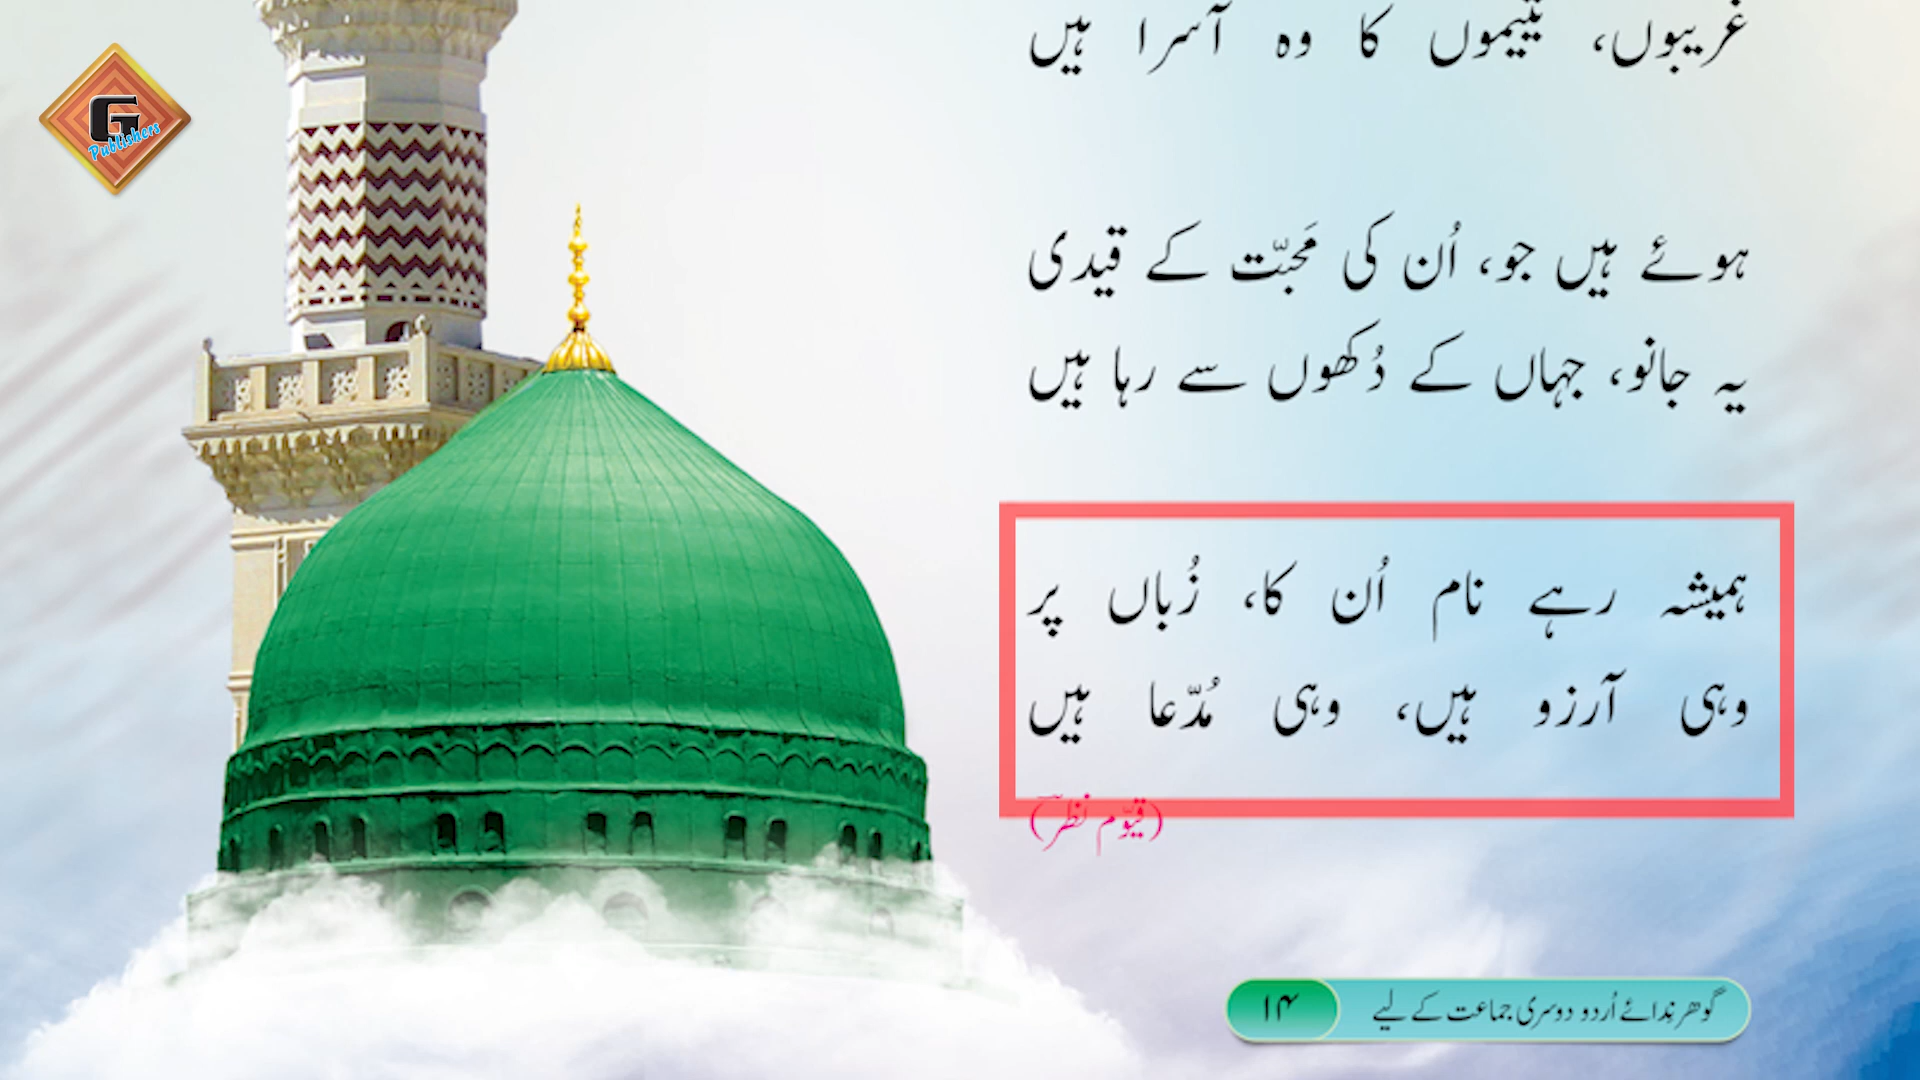 G
Publishers
غریبوں، یتیموں کا وہ آسرا ہیں
ہوئے ہیں جو، اُن کی مَحبّت کے قیدی
یہ جانو، جہاں کے دُکھوں سے رہا ہیں
ہمیشہ رہے نام اُن کا، زُباں پر
وہی آرزو ہیں، وہی مُدّعا ہیں
(قیّوم نظر)
گوھر ندائے اُردو دوسری جماعت کے لیے
۱۴